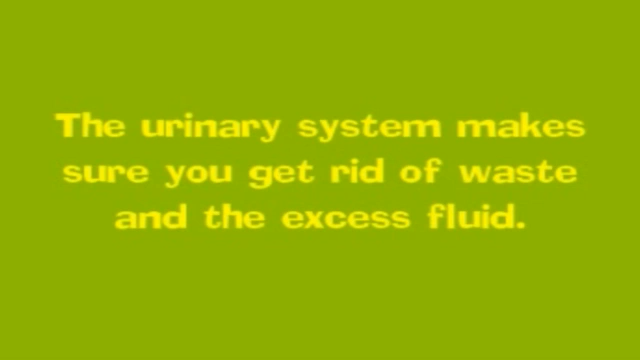 The urinary system makes
sure you get rid of waste
and the excess fluid.